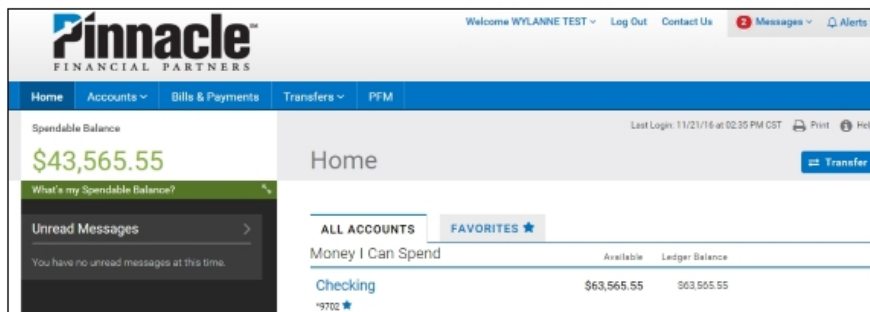 Pinnacle™
FINANCIAL PARTNERS
Welcome WYLANNE TEST Log Out Contact Us 2 Messages Alerts
Home Accounts Bills & Payments Transfers PFM
Spendable Balance
Last Login: 11/21/16 at 02:35 PM CST Print Hel
$43,565.55
Home
Transfer
What's my Spendable Balance?
Unread Messages
You have no unread messages at this time.
ALL ACCOUNTS FAVORITES
Money I Can Spend Available Ledger Balance
Checking $63,565.55 $63,565.55
*9702